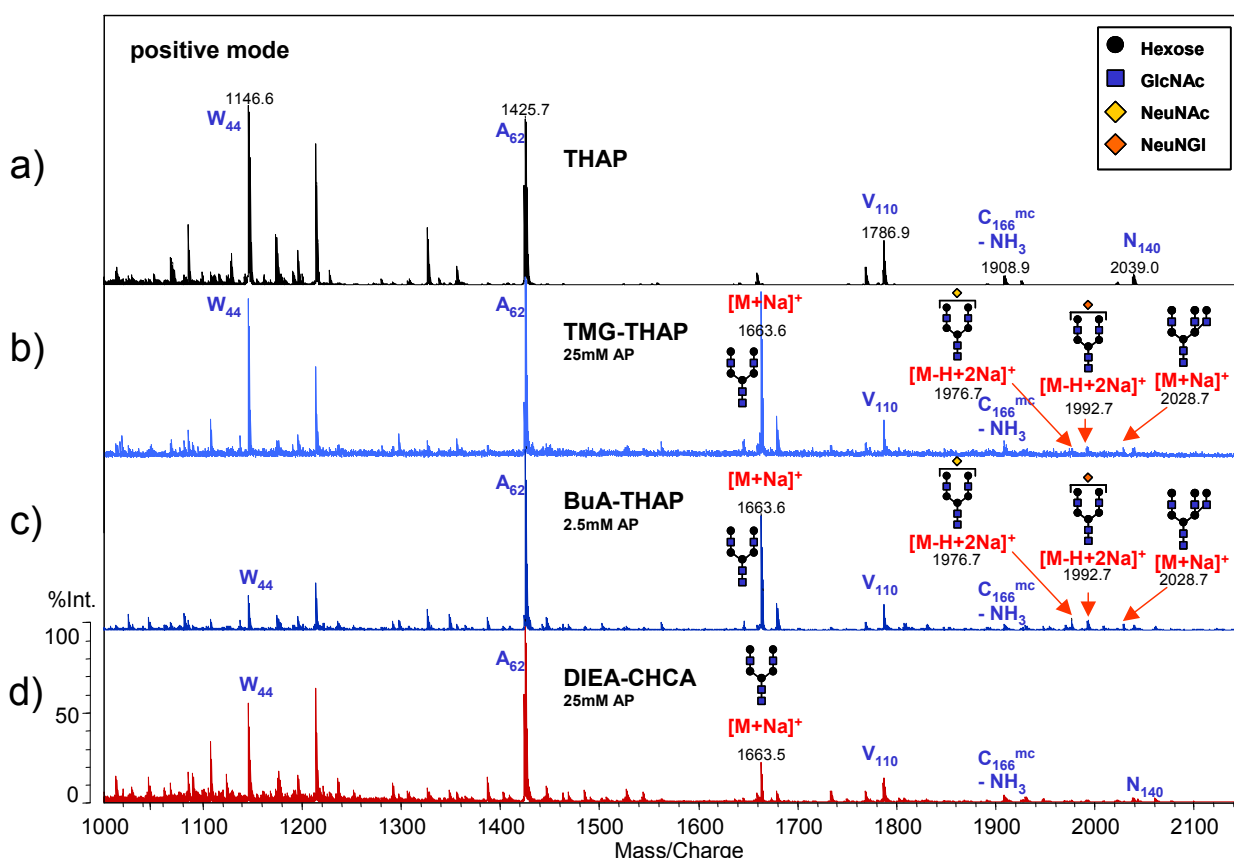 positive mode
Hexose
GlcNAc
NeuNAc
NeuNGl
a)
W44
1146.6
A62
1425.7
THAP
V110
1786.9
C166mc
- NH3
1908.9
N140
2039.0
b)
W44
A62
TMG-THAP
25mM AP
[M+Na]+
1663.6
V110
[M-H+2Na]+
1976.7
C166mc
- NH3
[M-H+2Na]+
1992.7
[M+Na]+
2028.7
c)
W44
A62
BuA-THAP
2.5mM AP
[M+Na]+
1663.6
V110
[M-H+2Na]+
1976.7
C166mc
- NH3
[M-H+2Na]+
1992.7
[M+Na]+
2028.7
d)
%Int.
100
50
0
W44
A62
DIEA-CHCA
25mM AP
[M+Na]+
1663.5
V110
C166mc
- NH3
N140
1000 1100 1200 1300 1400 1500 1600 1700 1800 1900 2000 2100
Mass/Charge